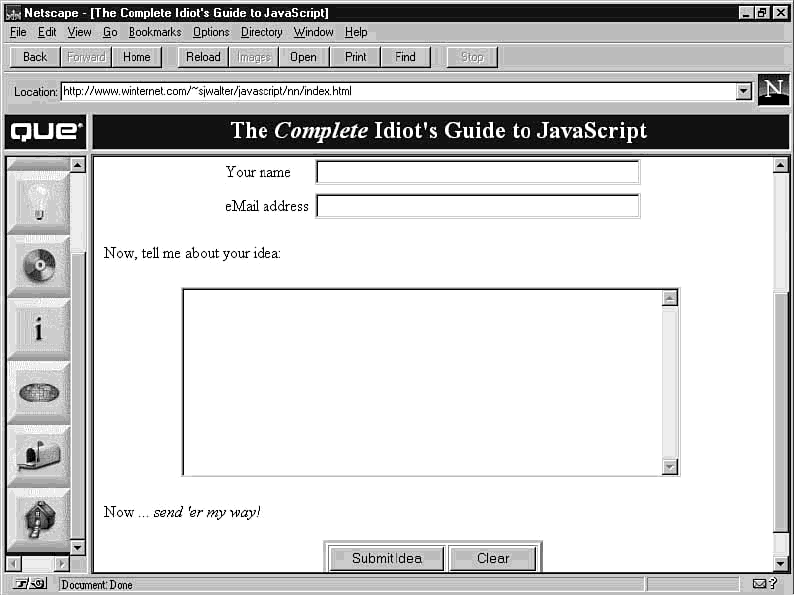 Netscape - [The Complete Idiot's Guide to JavaScript]
File Edit View Go Bookmarks Options Directory Window Help
Back Forward Home Reload Images Open Print Find Stop
Location: http://www.winternet.com/~sjwalter/javascript/nn/index.html
N
QUE® The Complete Idiot's Guide to JavaScript
Your name
eMail address
Now, tell me about your idea:
i
Now ... send 'er my way!
Submit Idea Clear
Document: Done
?